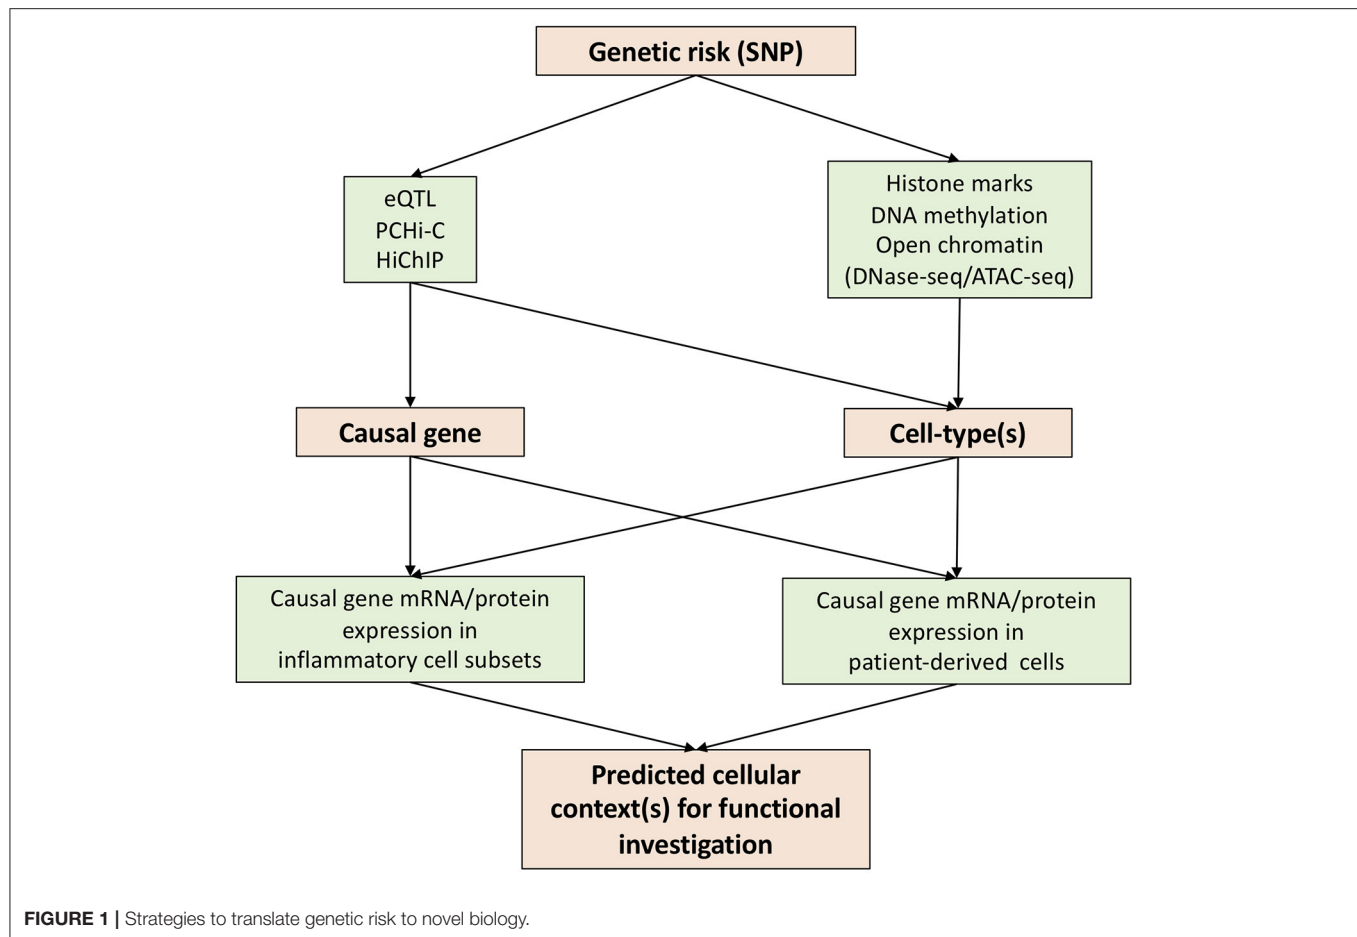 Genetic risk (SNP)
eQTL
PCHi-C
HiChIP
Histone marks
DNA methylation
Open chromatin
(DNase-seq/ATAC-seq)
Causal gene
Cell-type(s)
Causal gene mRNA/protein
expression in
inflammatory cell subsets
Causal gene mRNA/protein
expression in
patient-derived cells
Predicted cellular
context(s) for functional
investigation
FIGURE 1 | Strategies to translate genetic risk to novel biology.